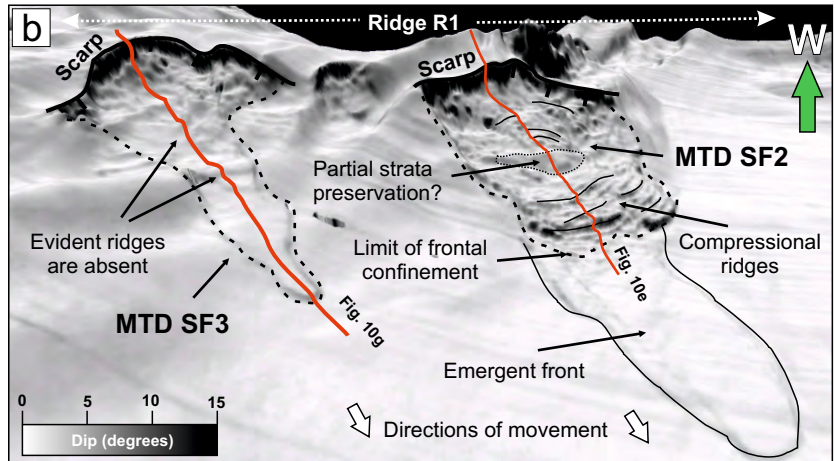 b
Ridge R1
W
Scarp
Scarp
MTD SF2
Partial strata
preservation?
Evident ridges
are absent
Limit of frontal
confinement
Compressional
ridges
MTD SF3
Fig. 10g
Fig. 10e
Emergent front
0 5 10 15
Dip (degrees)
Directions of movement